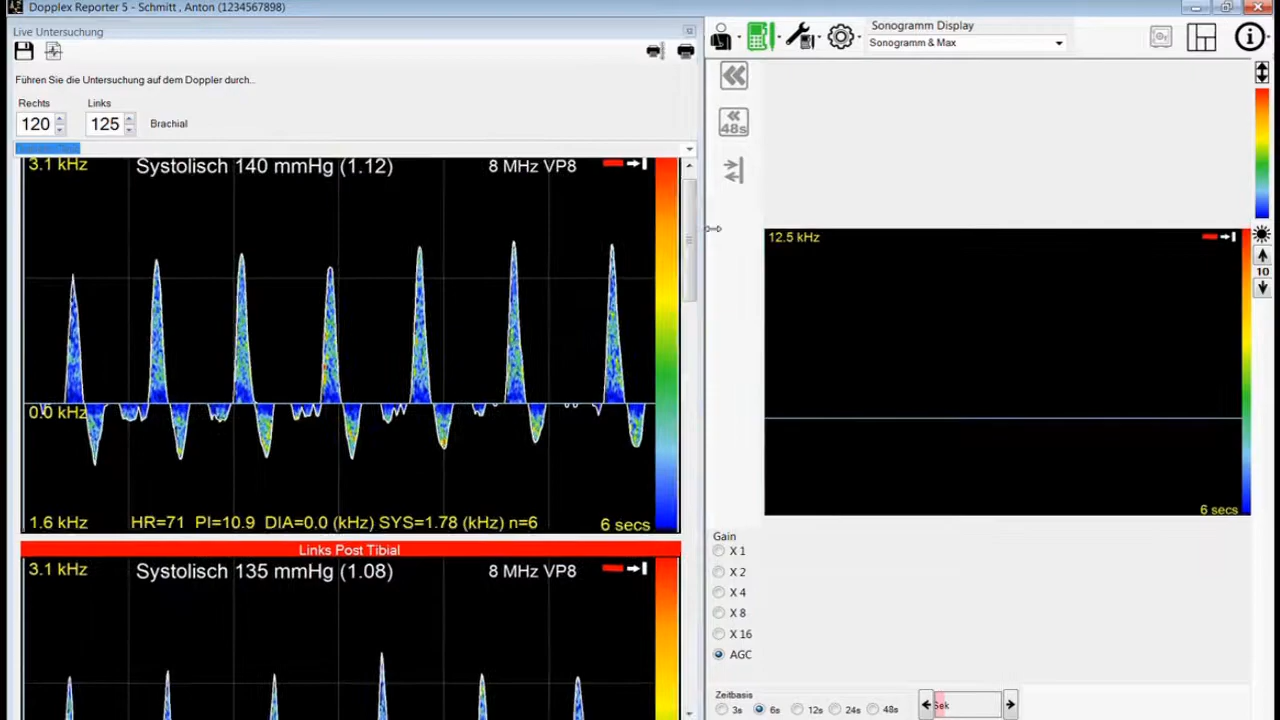 Dopplex Reporter 5 - Schmitt , Anton (1234567898)
Live Untersuchung
Sonogramm Display
Sonogramm & Max
Führen Sie die Untersuchung auf dem Doppler durch...
Rechts
Links
120
125
Brachial
48s
3.1 kHz
Systolisch 140 mmHg (1.12)
8 MHz VP8
0.0 kHz
1.6 kHz
HR=71 PI=10.9 DIA=0.0 (kHz) SYS=1.78 (kHz) n=6
6 secs
Links Post Tibial
3.1 kHz
Systolisch 135 mmHg (1.08)
8 MHz VP8
12.5 kHz
6 secs
10
Gain
X 1
X 2
X 4
X 8
X 16
AGC
Zeitbasis
3s
6s
12s
24s
48s
Sek